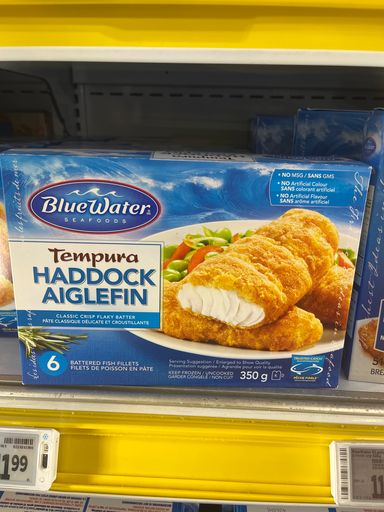 BlueWater
SEAFOODS
Tempura
HADDOCK
AIGLEFIN
CLASSIC CRISP FLAKY BATTER
PÂTE CLASSIQUE DÉLICATE ET CROUSTILLANTE
6
BATTERED FISH FILLETS
FILETS DE POISSON EN PÂTE
• NO MSG / SANS GMS
• NO Artificial Colour
SANS colorant artificiel
• NO Artificial Flavour
SANS arôme artificiel
Serving Suggestion / Enlarged to Show Quality
Présentation suggérée / Agrandie pour voir la qualité
KEEP FROZEN / UNCOOKED
GARDER CONGELÉ / NON CUIT
350 g
1.99
11